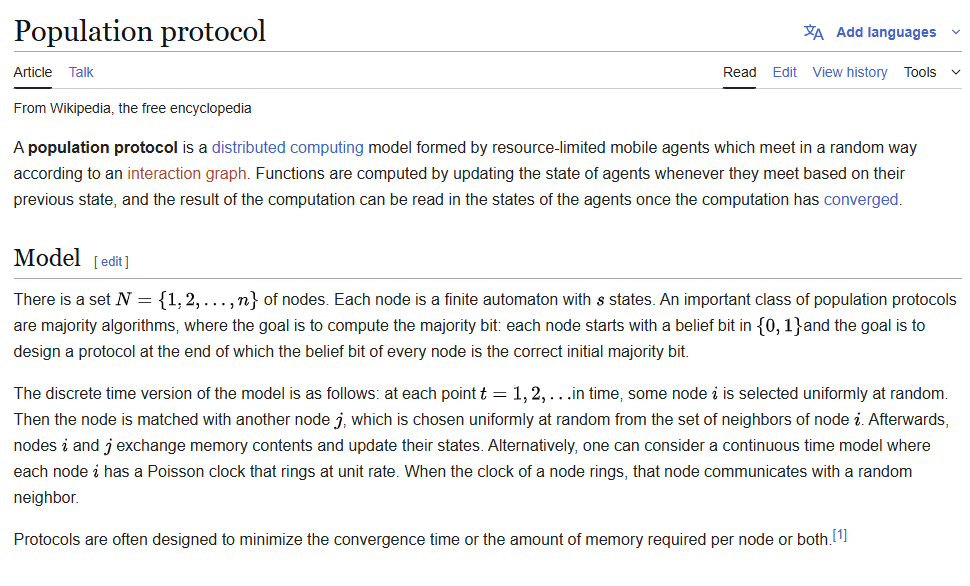 Population protocol
Add languages
Article Talk
Read Edit View history Tools
From Wikipedia, the free encyclopedia
A population protocol is a distributed computing model formed by resource-limited mobile agents which meet in a random way
according to an interaction graph. Functions are computed by updating the state of agents whenever they meet based on their
previous state, and the result of the computation can be read in the states of the agents once the computation has converged.
Model [ edit ]
There is a set N = {1, 2, . . . , n} of nodes. Each node is a finite automaton with s states. An important class of population protocols
are majority algorithms, where the goal is to compute the majority bit: each node starts with a belief bit in {0, 1}and the goal is to
design a protocol at the end of which the belief bit of every node is the correct initial majority bit.
The discrete time version of the model is as follows: at each point t = 1, 2, . . .in time, some node i is selected uniformly at random.
Then the node is matched with another node j, which is chosen uniformly at random from the set of neighbors of node i. Afterwards,
nodes i and j exchange memory contents and update their states. Alternatively, one can consider a continuous time model where
each node i has a Poisson clock that rings at unit rate. When the clock of a node rings, that node communicates with a random
neighbor.
Protocols are often designed to minimize the convergence time or the amount of memory required per node or both.[1]